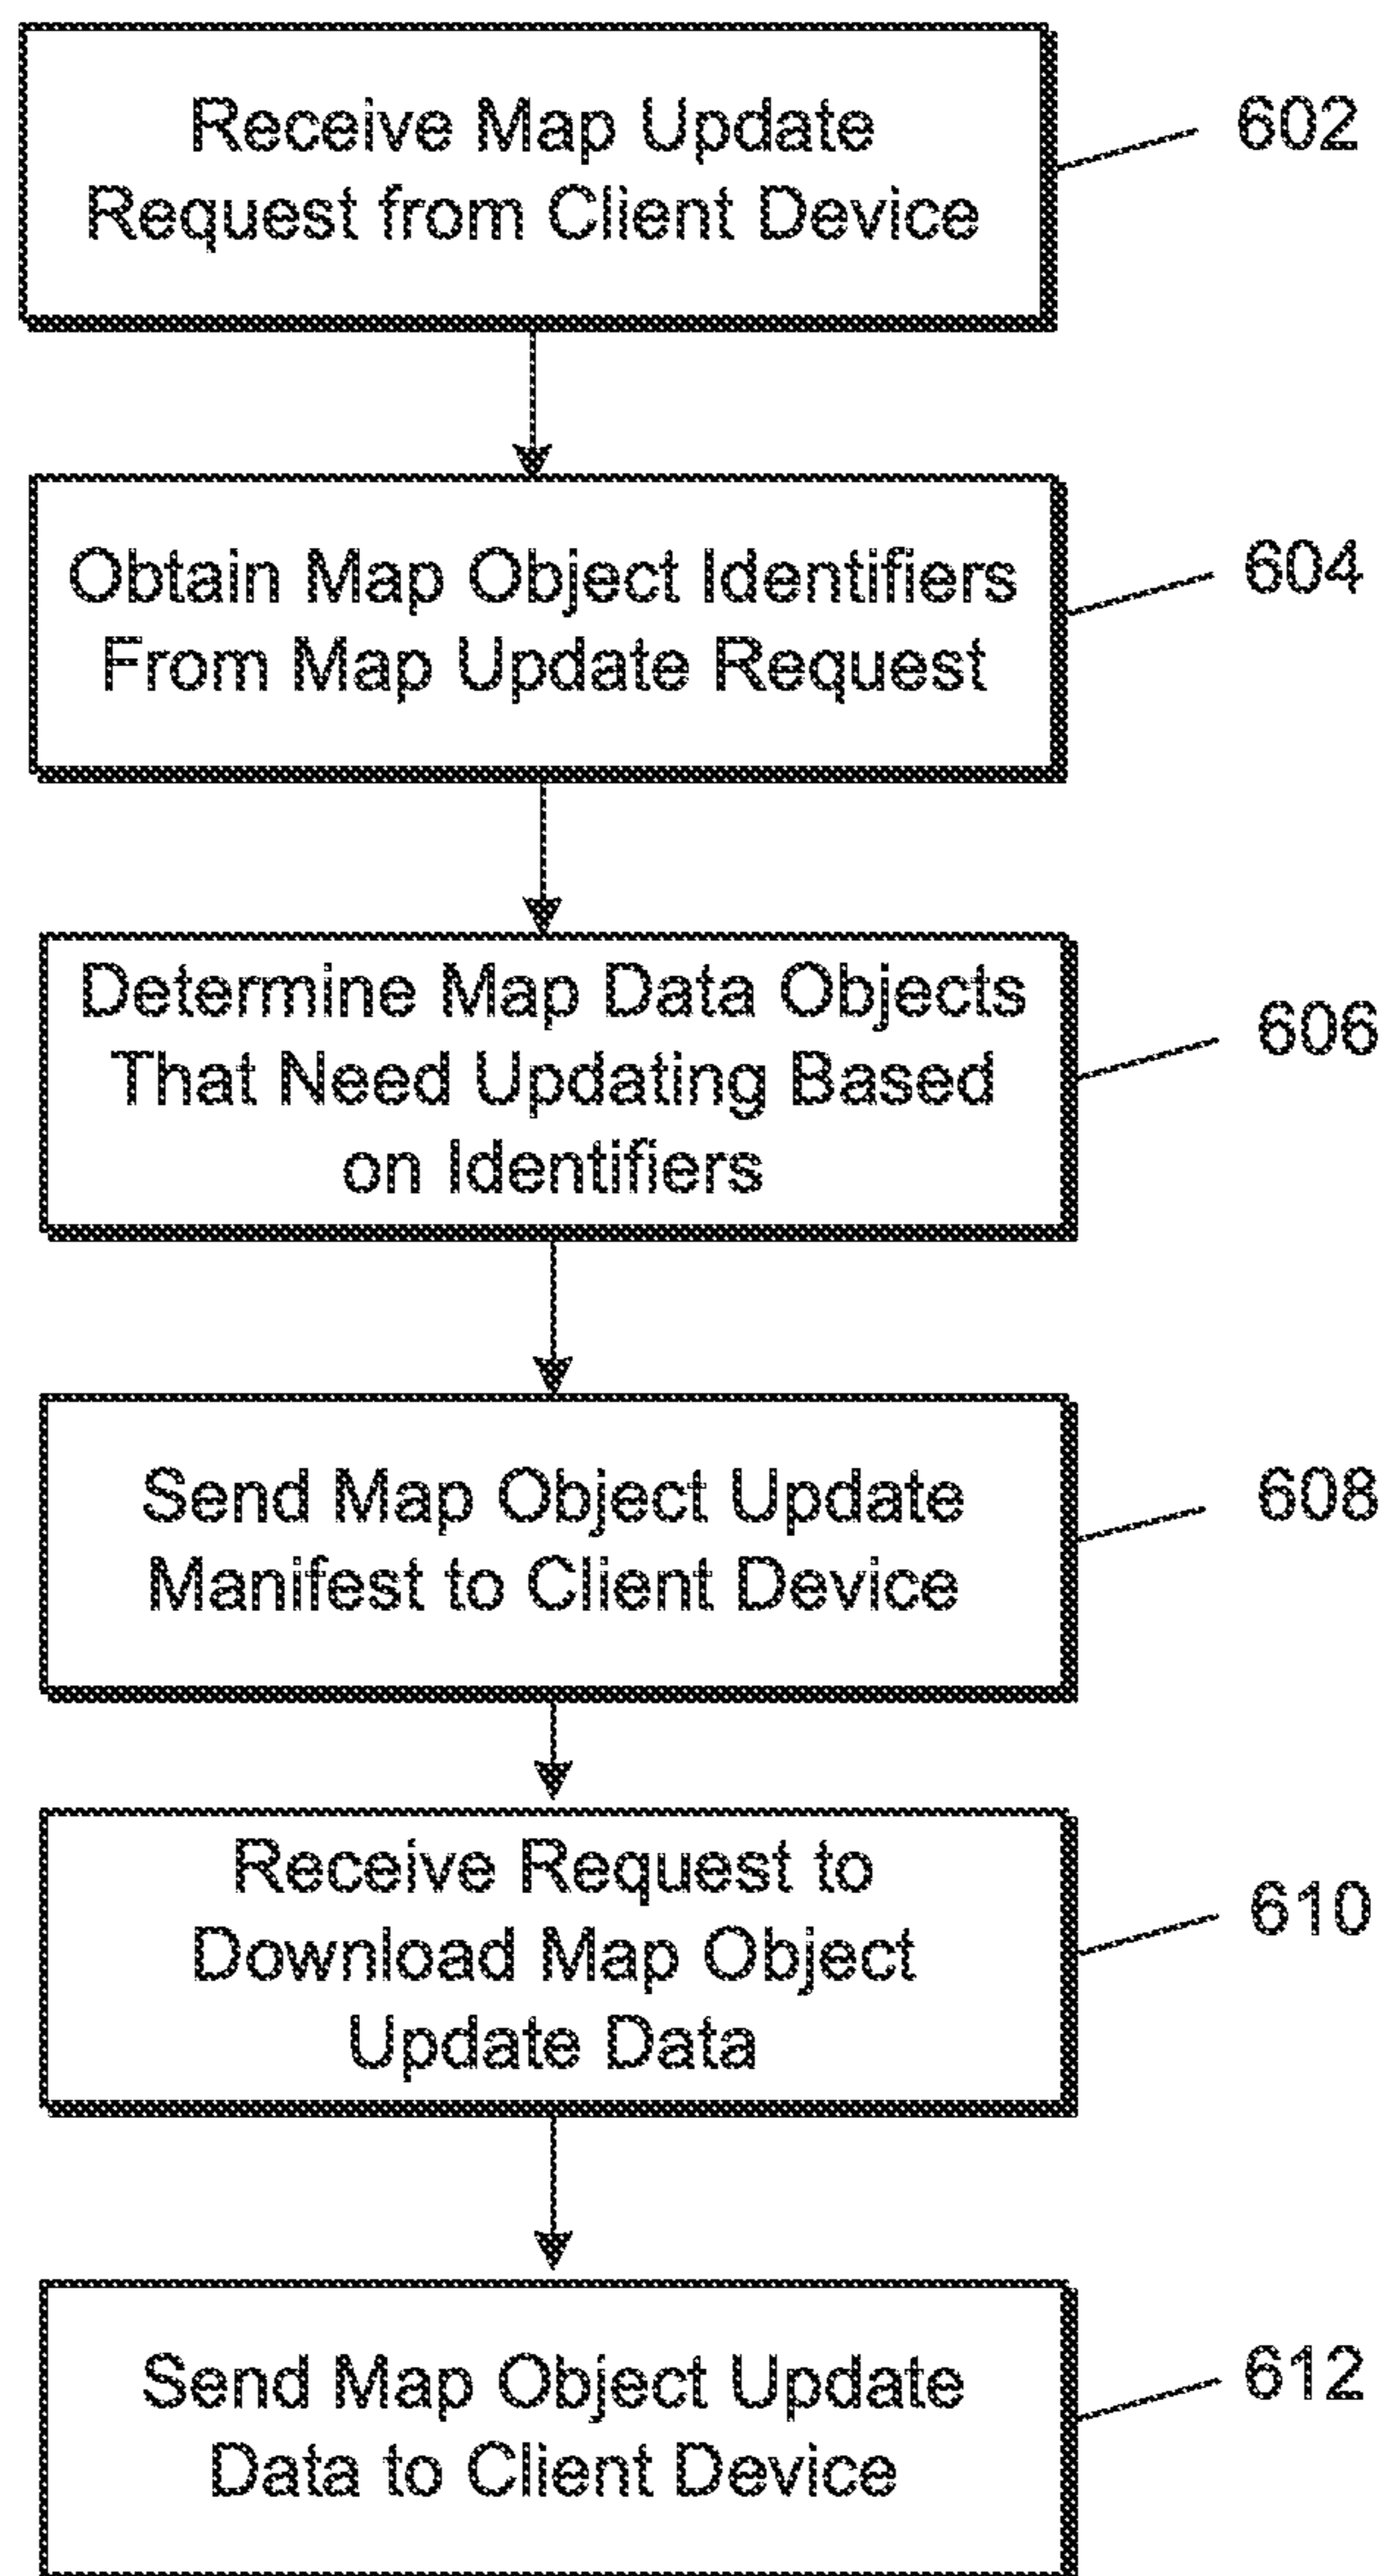 Receive Map Update
Request from Client Device
602
Obtain Map Object Identifiers
From Map Update Request
604
Determine Map Data Objects
That Need Updating Based
on Identifiers
606
Send Map Object Update
Manifest to Client Device
608
Receive Request to
Download Map Object
Update Data
610
Send Map Object Update
Data to Client Device
612